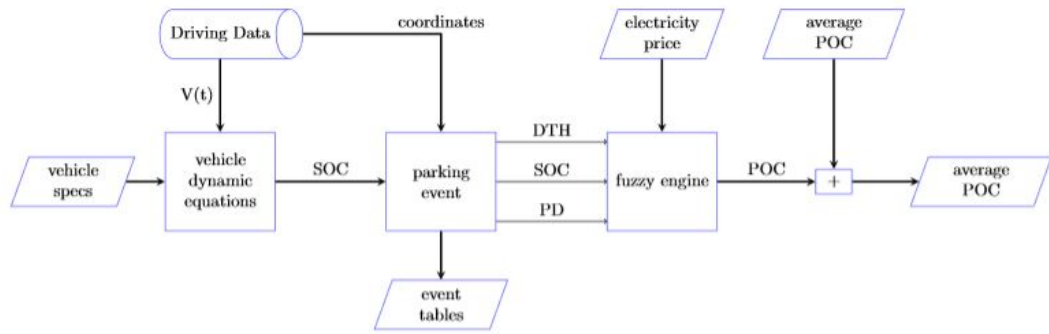 Driving Data
coordinates
electricity
price
average
POC
V(t)
vehicle
specs
vehicle
dynamic
equations
SOC
parking
event
DTH
SOC
PD
fuzzy engine
POC
+
average
POC
event
tables